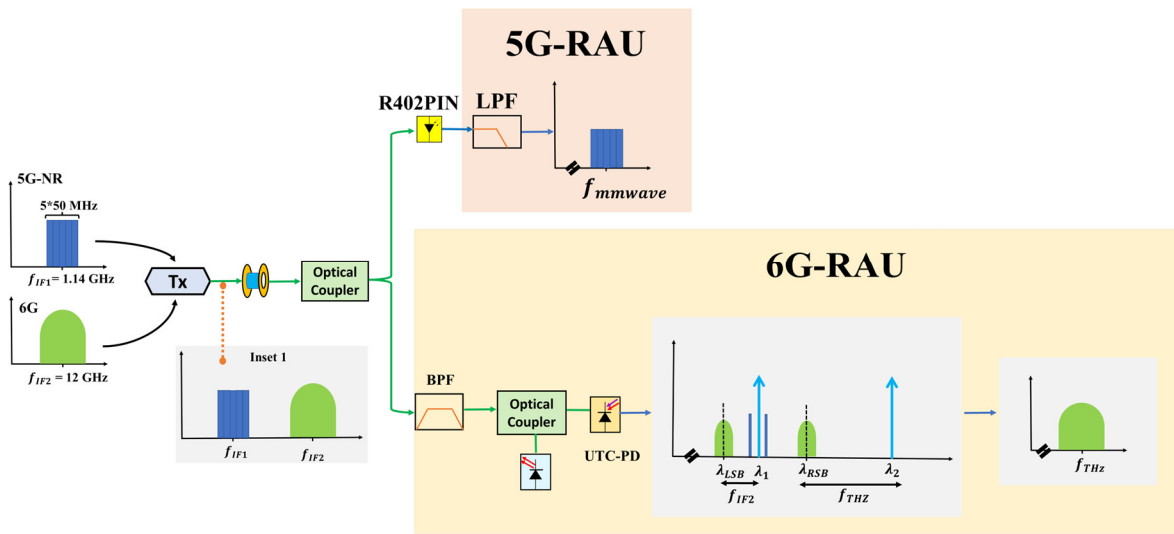 5G-RAU
R402PIN
LPF
f_mmwave
5G-NR
5*50 MHz
f_IF1 = 1.14 GHz
6G
f_IF2 = 12 GHz
Tx
Optical
Coupler
Inset 1
f_IF1
f_IF2
6G-RAU
BPF
Optical
Coupler
UTC-PD
λ_LSB
λ_1
λ_RSB
λ_2
f_IF2
f_THZ
f_THz